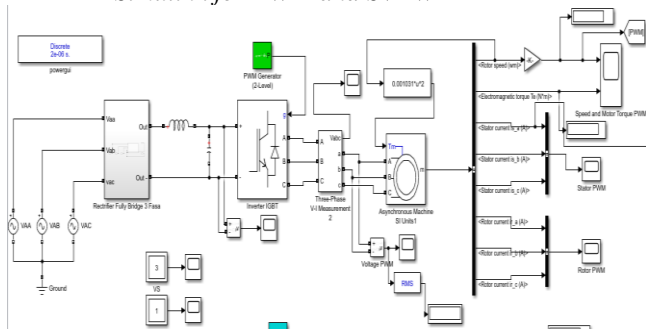 Discrete
2e-06 s.
powergui
Vaa
Vab
vac
Out
Out
Rectrifier Fully Bridge 3 Fasa
VAA
VAB
VAC
Ground
PWM Generator
(2-Level)
g
+
-
A
B
C
Inverter IGBT
A
B
C
Vabc
a
b
c
Three-Phase
V-I Measurement
2
0.001031*u^2
Tm
A
B
C
m
Asynchronous Machine
SI Units1
Voltage PWM
RMS
3
VS
1
<Rotor speed (wm)>
<Electromagnetic torque Te (N*m)>
<Stator current is_a (A)>
<Stator current is_b (A)>
<Stator current is_c (A)>
<Rotor current ir_a (A)>
<Rotor current ir_b (A)>
<Rotor current ir_c (A)>
[PWM]
Speed and Motor Torque PWM
Stator PWM
Rotor PWM